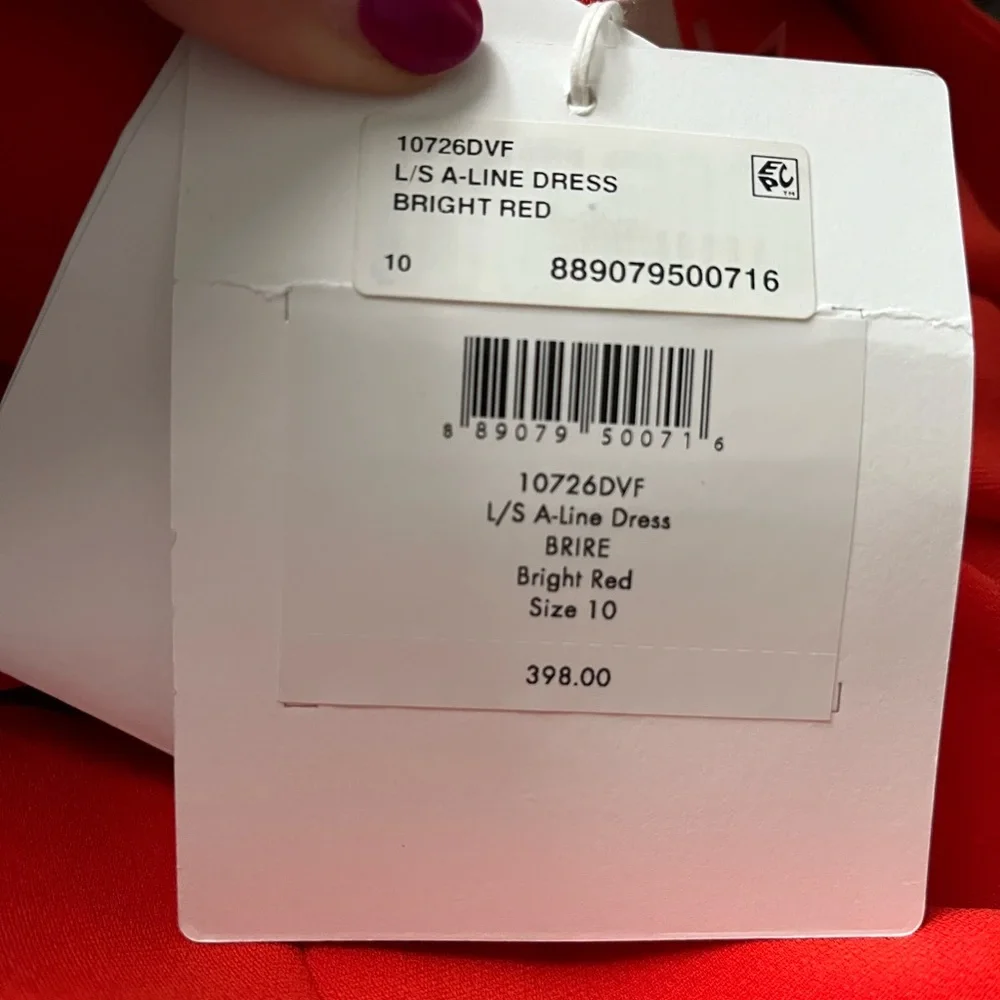 10726DVF
L/S A-LINE DRESS
BRIGHT RED
EPC™
10 889079500716
8 89079 50071 6
10726DVF
L/S A-Line Dress
BRIRE
Bright Red
Size 10
398.00